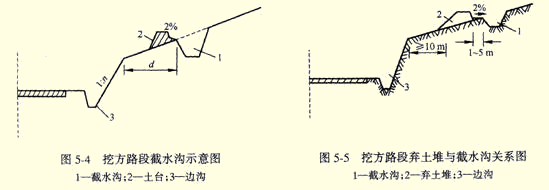 2%
2
1
1:n
d
3
图 5-4 挖方路段截水沟示意图
1—截水沟;2—土台;3—边沟
2%
2
1
≥10 m
1~5 m
3
图 5-5 挖方路段弃土堆与截水沟关系图
1—截水沟;2—弃土堆;3—边沟